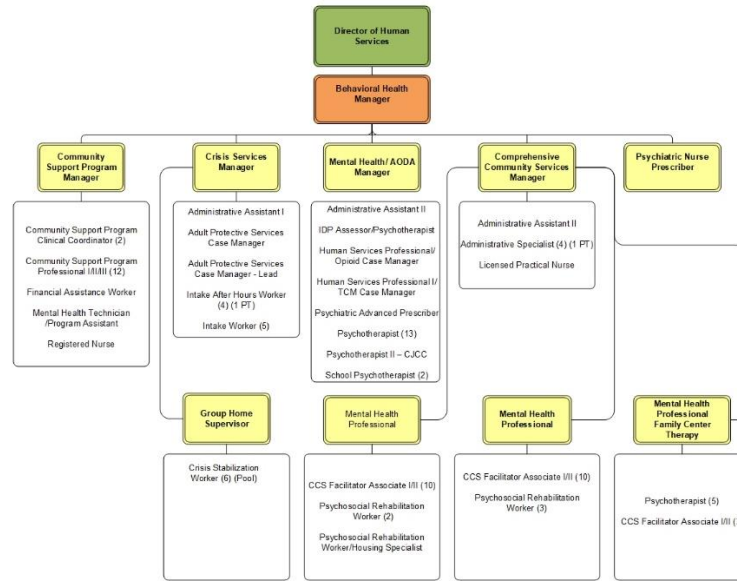 Director of Human
Services
Behavioral Health
Manager
Community
Support Program
Manager
Crisis Services
Manager
Mental Health/ AODA
Manager
Comprehensive
Community Services
Manager
Psychiatric Nurse
Prescriber
Community Support Program
Clinical Coordinator (2)
Community Support Program
Professional I/II/III (12)
Financial Assistance Worker
Mental Health Technician
/Program Assistant
Registered Nurse
Administrative Assistant I
Adult Protective Services
Case Manager
Adult Protective Services
Case Manager - Lead
Intake After Hours Worker
(4) (1 PT)
Intake Worker (5)
Administrative Assistant II
IDP Assessor/Psychotherapist
Human Services Professional/
Opioid Case Manager
Human Services Professional I/
TCM Case Manager
Psychiatric Advanced Prescriber
Psychotherapist (13)
Psychotherapist II – CJCC
School Psychotherapist (2)
Administrative Assistant II
Administrative Specialist (4) (1 PT)
Licensed Practical Nurse
Group Home
Supervisor
Mental Health
Professional
Mental Health
Professional
Mental Health
Professional
Family Center
Therapy
Crisis Stabilization
Worker (6) (Pool)
CCS Facilitator Associate I/II (10)
Psychosocial Rehabilitation
Worker (2)
Psychosocial Rehabilitation
Worker/Housing Specialist
CCS Facilitator Associate I/II (10)
Psychosocial Rehabilitation
Worker (3)
Psychotherapist (5)
CCS Facilitator Associate I/II